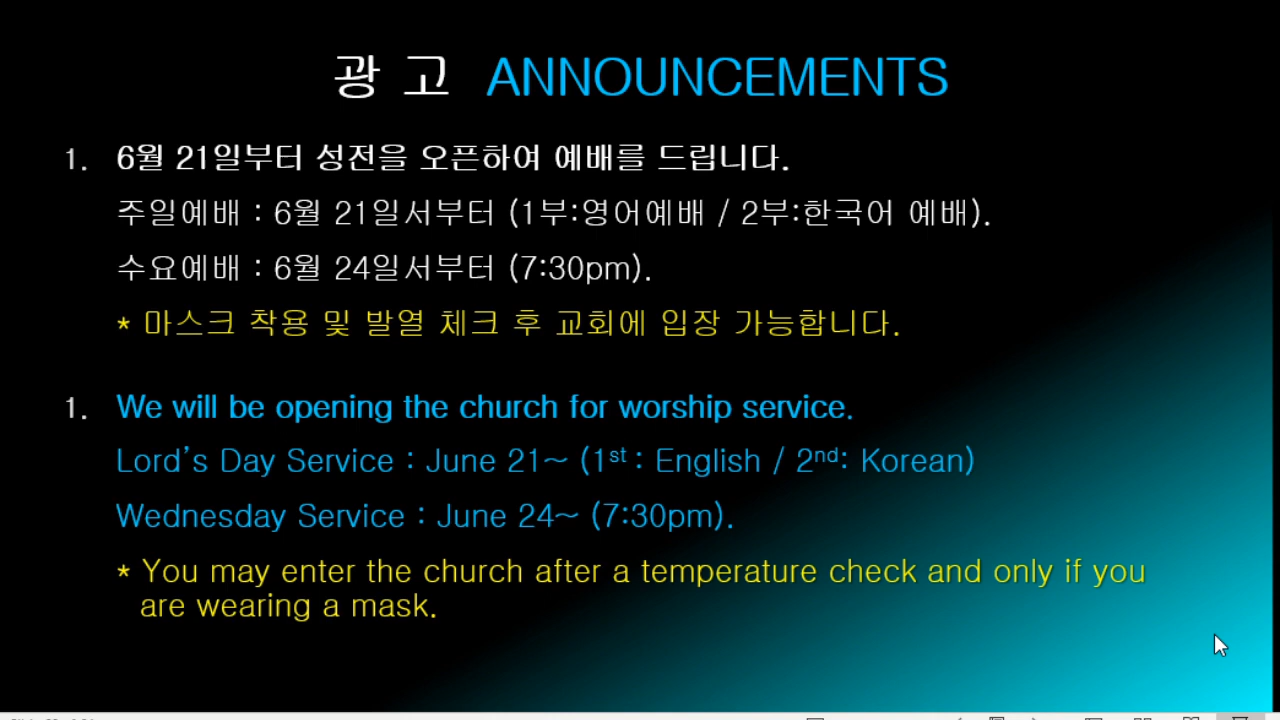 광 고 ANNOUNCEMENTS
1. 6월 21일부터 성전을 오픈하여 예배를 드립니다.
주일예배 : 6월 21일서부터 (1부:영어예배 / 2부:한국어 예배).
수요예배 : 6월 24일서부터 (7:30pm).
* 마스크 착용 및 발열 체크 후 교회에 입장 가능합니다.
1. We will be opening the church for worship service.
Lord's Day Service : June 21~ (1st : English / 2nd: Korean)
Wednesday Service : June 24~ (7:30pm).
* You may enter the church after a temperature check and only if you
are wearing a mask.